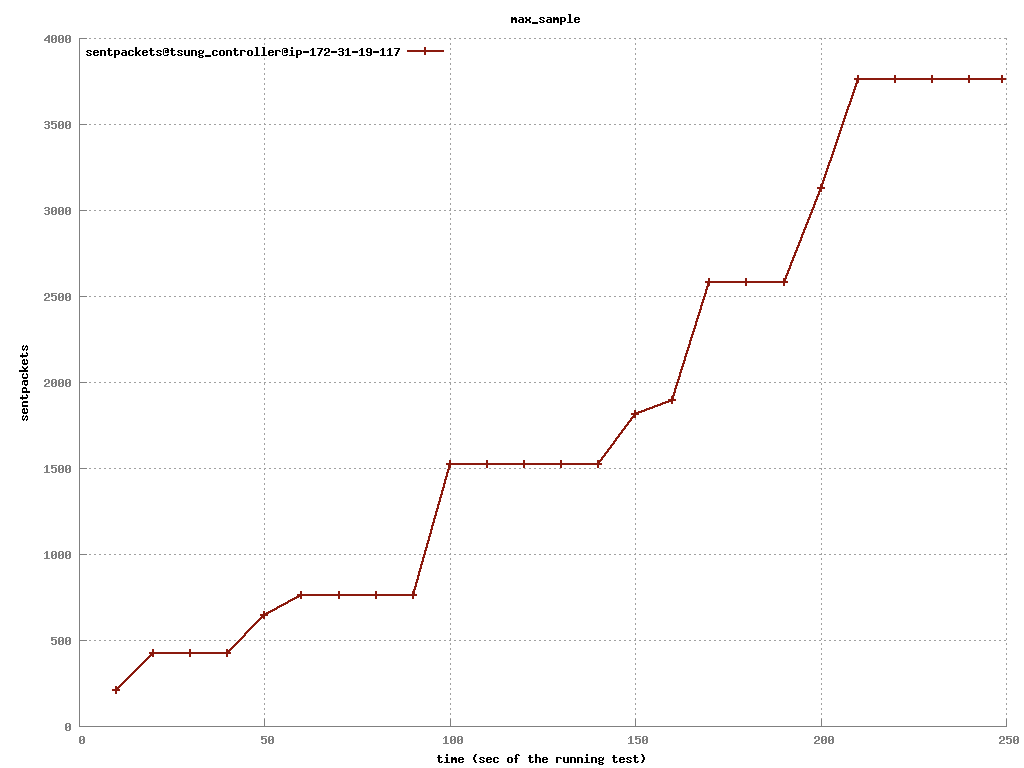 max_sample
sentpackets@tsung_controller@ip-172-31-19-117
4000
3500
3000
2500
2000
1500
1000
500
0
sentpackets
0 50 100 150 200 250
time (sec of the running test)